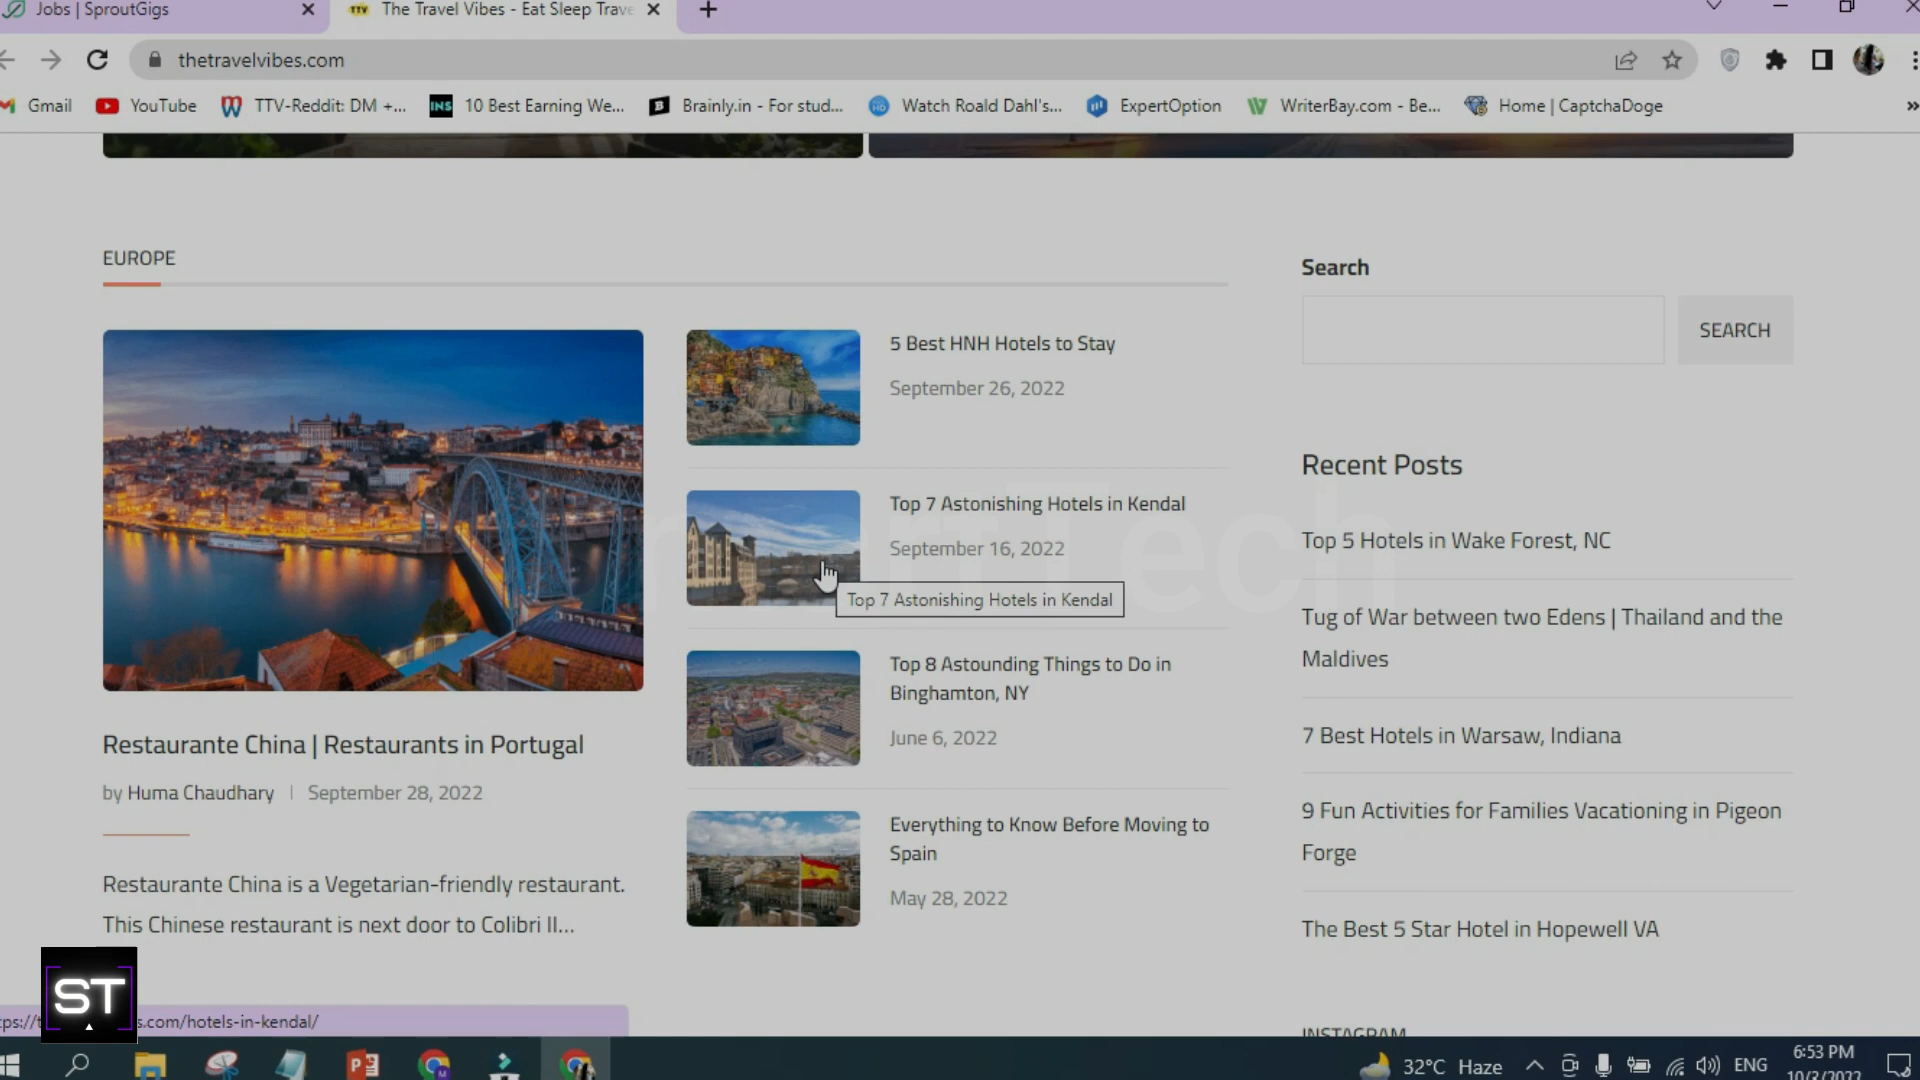 Jobs | SproutGigs
The Travel Vibes - Eat Sleep Trave
thetravelvibes.com
Gmail
YouTube
TTV-Reddit: DM +...
INS
10 Best Earning We...
Brainly.in - For stud...
Watch Roald Dahl's...
ExpertOption
WriterBay.com - Be...
Home | CaptchaDoge
EUROPE
Search
SEARCH
5 Best HNH Hotels to Stay
September 26, 2022
Top 7 Astonishing Hotels in Kendal
September 16, 2022
Top 7 Astonishing Hotels in Kendal
Top 8 Astounding Things to Do in
Binghamton, NY
June 6, 2022
Everything to Know Before Moving to
Spain
May 28, 2022
Restaurante China | Restaurants in Portugal
by Huma Chaudhary | September 28, 2022
Restaurante China is a Vegetarian-friendly restaurant.
This Chinese restaurant is next door to Colibri II...
Recent Posts
Top 5 Hotels in Wake Forest, NC
Tug of War between two Edens | Thailand and the
Maldives
7 Best Hotels in Warsaw, Indiana
9 Fun Activities for Families Vacationing in Pigeon
Forge
The Best 5 Star Hotel in Hopewell VA
INSTAGRAM
ST
s.com/hotels-in-kendal/
32°C Haze
ENG
6:53 PM